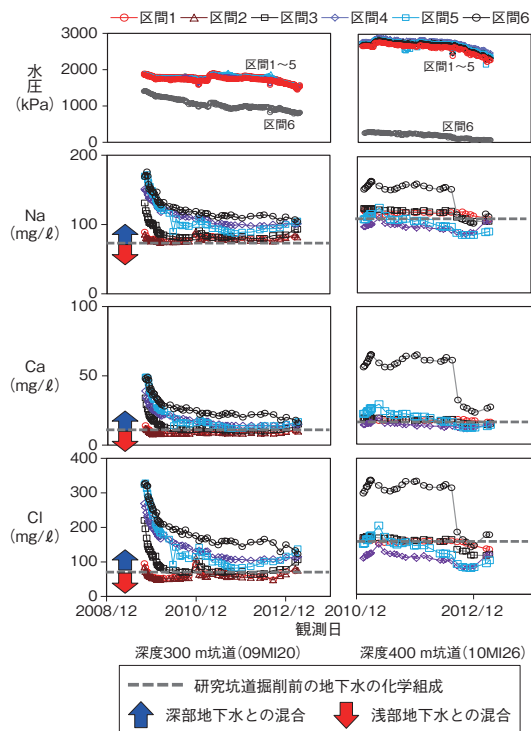 区間1 区間2 区間3 区間4 区間5 区間6
水圧
(kPa)
3000
2000
1000
0
区間1~5
区間6
区間1~5
区間6
Na
(mg/ℓ)
200
100
0
Ca
(mg/ℓ)
100
50
0
Cl
(mg/ℓ)
400
300
200
100
0
2008/12 2010/12 2012/12 2010/12 2012/12
観測日
深度300 m坑道(09MI20) 深度400 m坑道(10MI26)
研究坑道掘削前の地下水の化学組成
深部地下水との混合 浅部地下水との混合